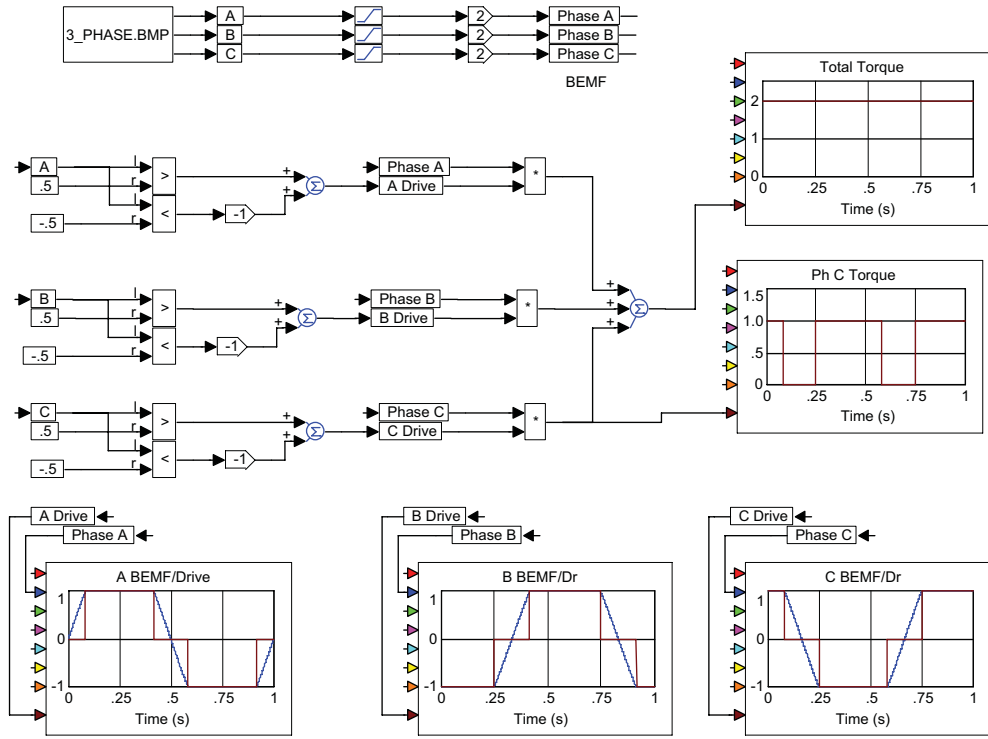 3_PHASE.BMP
A
B
C
2
2
2
Phase A
Phase B
Phase C
BEMF
Total Torque
2
1
0
0 .25 .5 .75 1
Time (s)
A
.5
-.5
l
r
l
r
>
<
-1
+
+
Σ
Phase A
A Drive
*
B
.5
-.5
l
r
l
r
>
<
-1
+
+
Σ
Phase B
B Drive
*
+
+
+
Σ
Ph C Torque
1.5
1.0
.5
0
0 .25 .5 .75 1
Time (s)
C
.5
-.5
l
r
l
r
>
<
-1
+
+
Σ
Phase C
C Drive
*
A Drive
Phase A
A BEMF/Drive
1
0
-1
0 .25 .5 .75 1
Time (s)
B Drive
Phase B
B BEMF/Dr
1
0
-1
0 .25 .5 .75 1
Time (s)
C Drive
Phase C
C BEMF/Dr
1
0
-1
0 .25 .5 .75 1
Time (s)